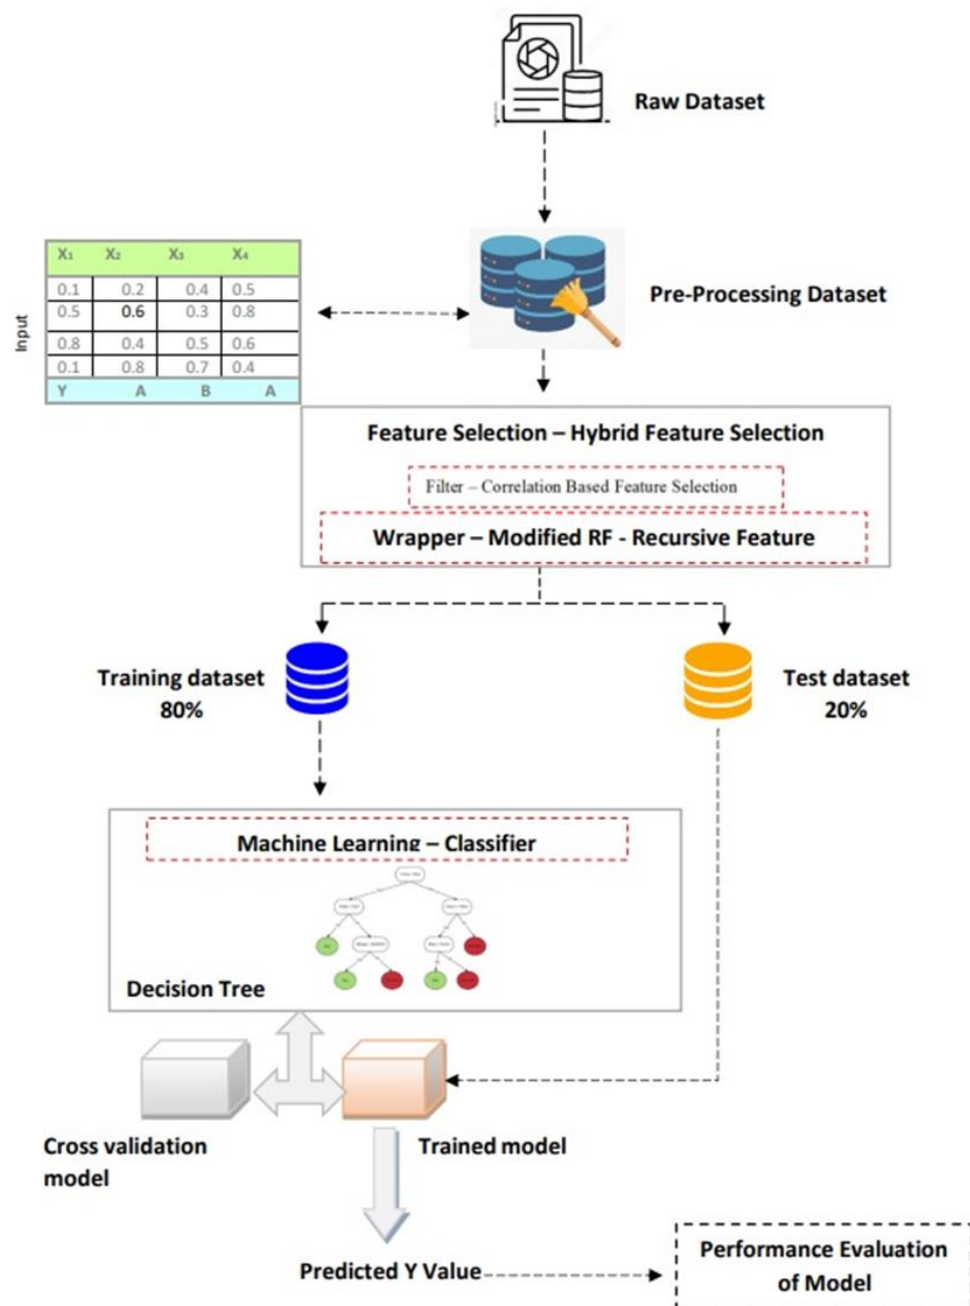 Raw Dataset
Pre-Processing Dataset
Input
X₁ X₂ X₃ X₄
0.1 0.2 0.4 0.5
0.5 0.6 0.3 0.8
0.8 0.4 0.5 0.6
0.1 0.8 0.7 0.4
Y A B A
Feature Selection – Hybrid Feature Selection
Filter – Correlation Based Feature Selection
Wrapper – Modified RF - Recursive Feature
Training dataset
80%
Test dataset
20%
Machine Learning – Classifier
Decision Tree
Cross validation
model
Trained model
Predicted Y Value
Performance Evaluation
of Model